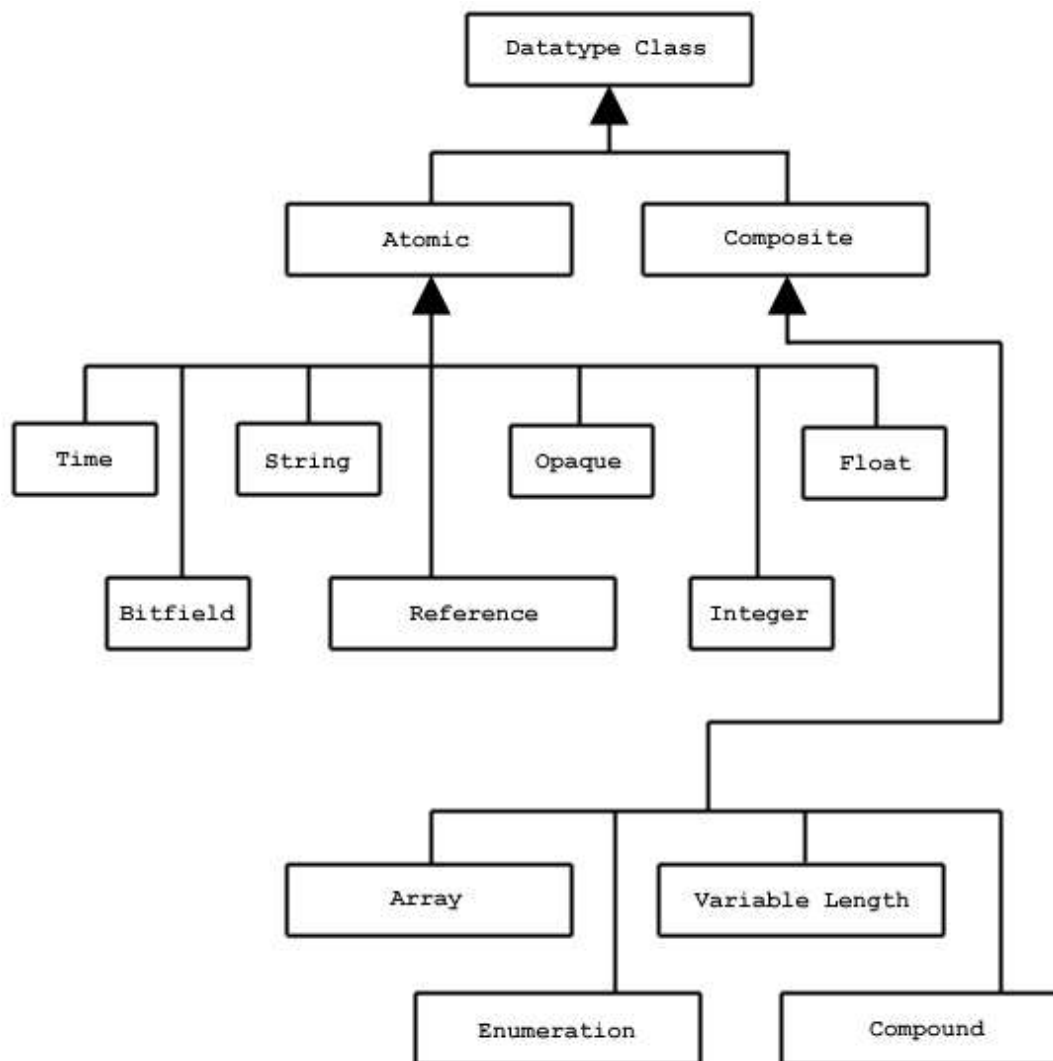 Datatype Class
Atomic
Composite
Time
String
Opaque
Float
Bitfield
Reference
Integer
Array
Variable Length
Enumeration
Compound